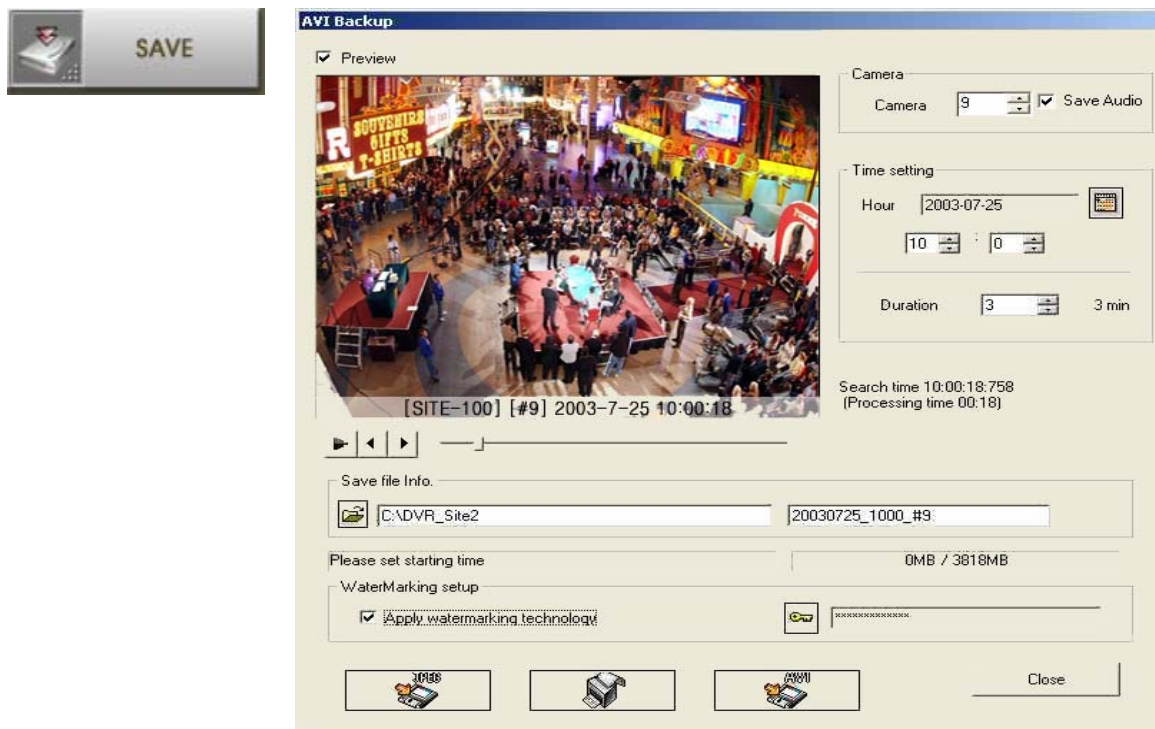 SAVE
AVI Backup
Preview
SOUVENIRS
GIFTS
T-SHIRTS
R
[SITE-100] [#9] 2003-7-25 10:00:18
Camera
Camera 9 Save Audio
Time setting
Hour 2003-07-25
10 : 0
Duration 3 3 min
Search time 10:00:18:758
(Processing time 00:18)
Save file Info.
C:\DVR_Site2 20030725_1000_#9
Please set starting time 0MB / 3818MB
WaterMarking setup
Apply watermarking technology *************
JPEG AVI Close